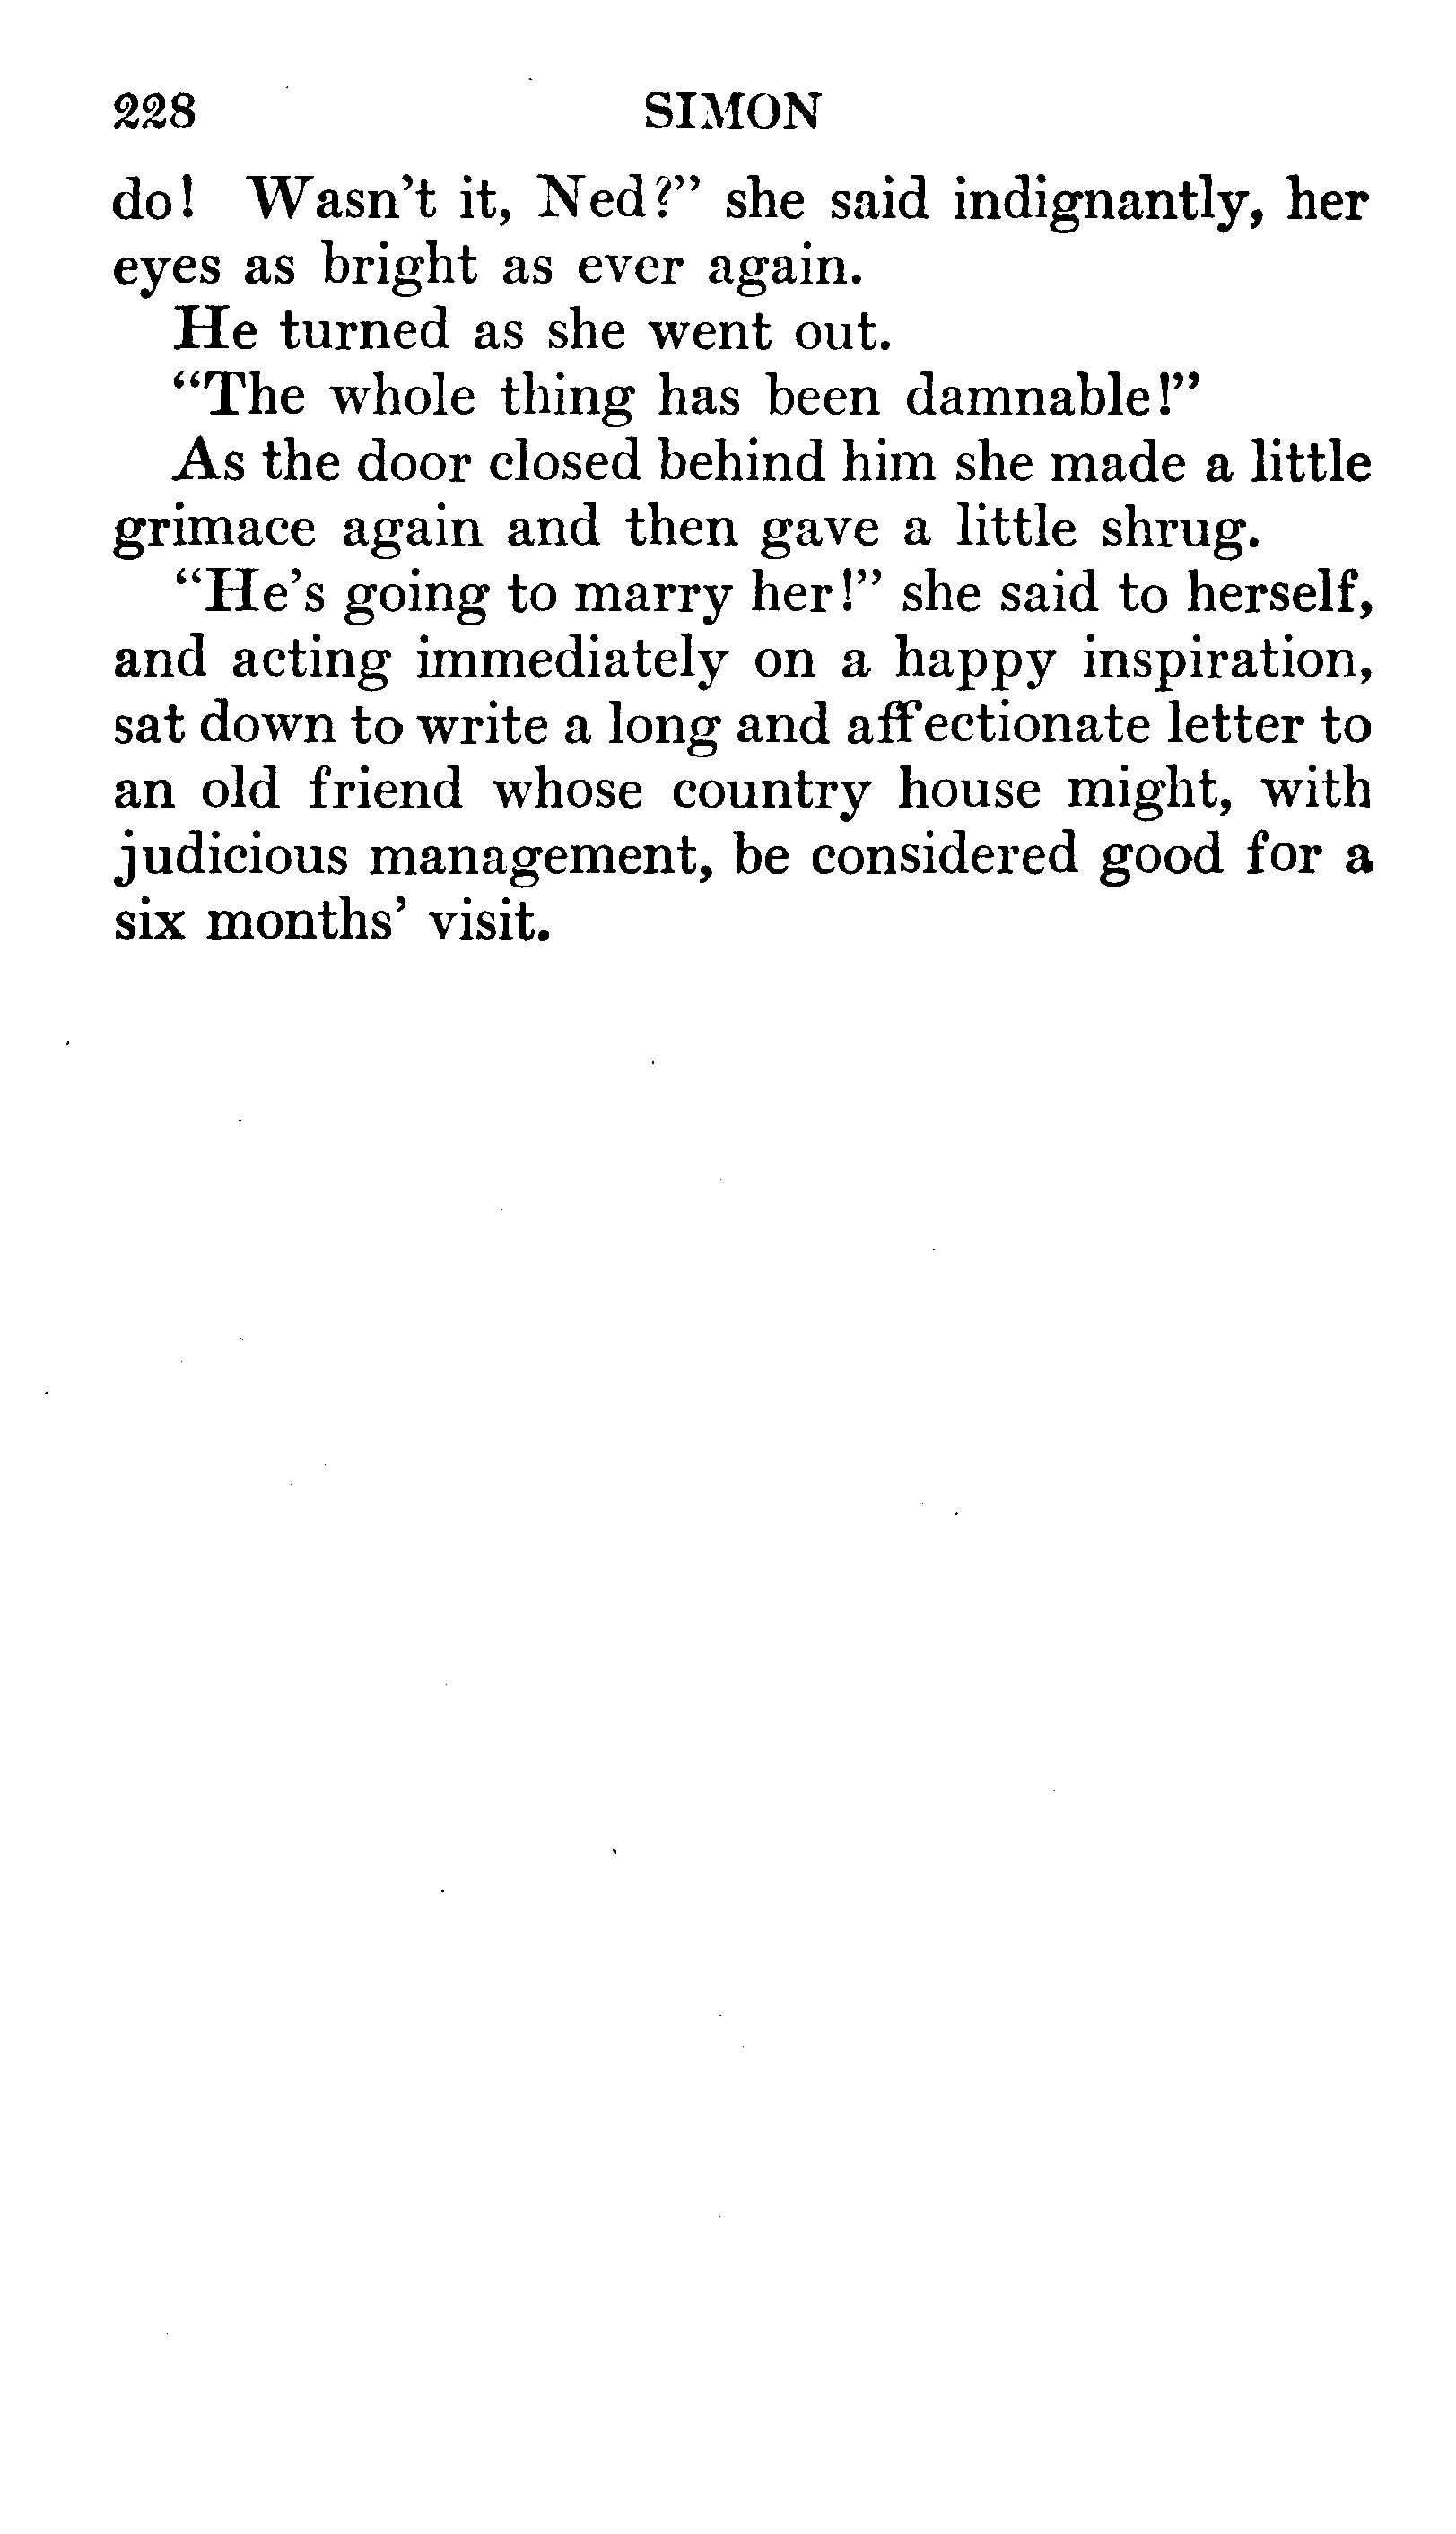 228 SIMON
do! Wasn't it, Ned?" she said indignantly, her
eyes as bright as ever again.
He turned as she went out.
"The whole thing has been damnable!"
As the door closed behind him she made a little
grimace again and then gave a little shrug.
"He's going to marry her!" she said to herself,
and acting immediately on a happy inspiration,
sat down to write a long and affectionate letter to
an old friend whose country house might, with
judicious management, be considered good for a
six months' visit.